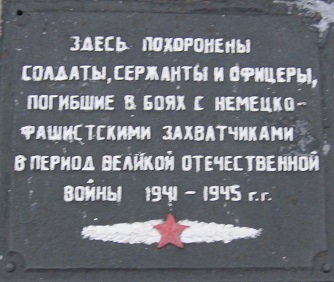 ЗДЕСЬ ПОХОРОНЕНЫ
СОЛДАТЫ, СЕРЖАНТЫ И ОФИЦЕРЫ,
ПОГИБШИЕ В БОЯХ С НЕМЕЦКО-
ФАШИСТСКИМИ ЗАХВАТЧИКАМИ
В ПЕРИОД ВЕЛИКОЙ ОТЕЧЕСТВЕННОЙ
ВОЙНЫ 1941 - 1945 г.г.